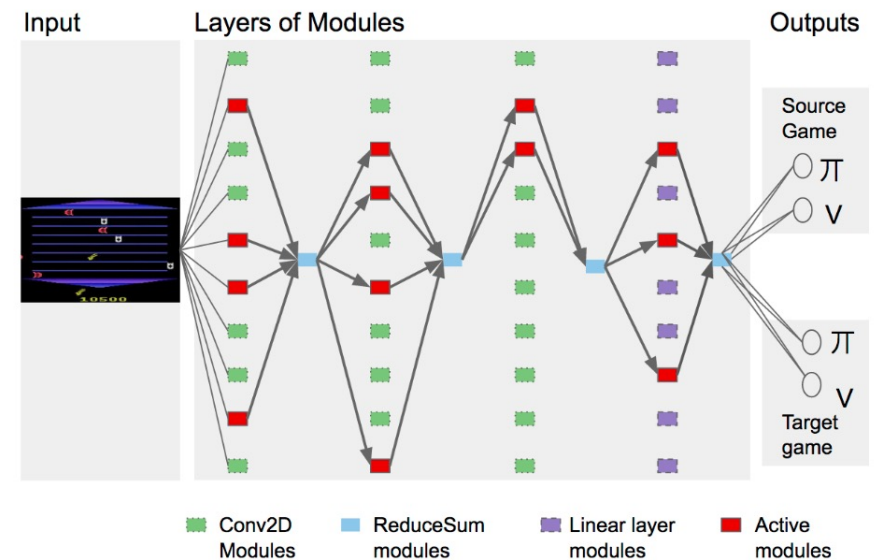 Input
Layers of Modules
Outputs
10500
Source
Game
π
V
π
V
Target
game
Conv2D
Modules
ReduceSum
modules
Linear layer
modules
Active
modules